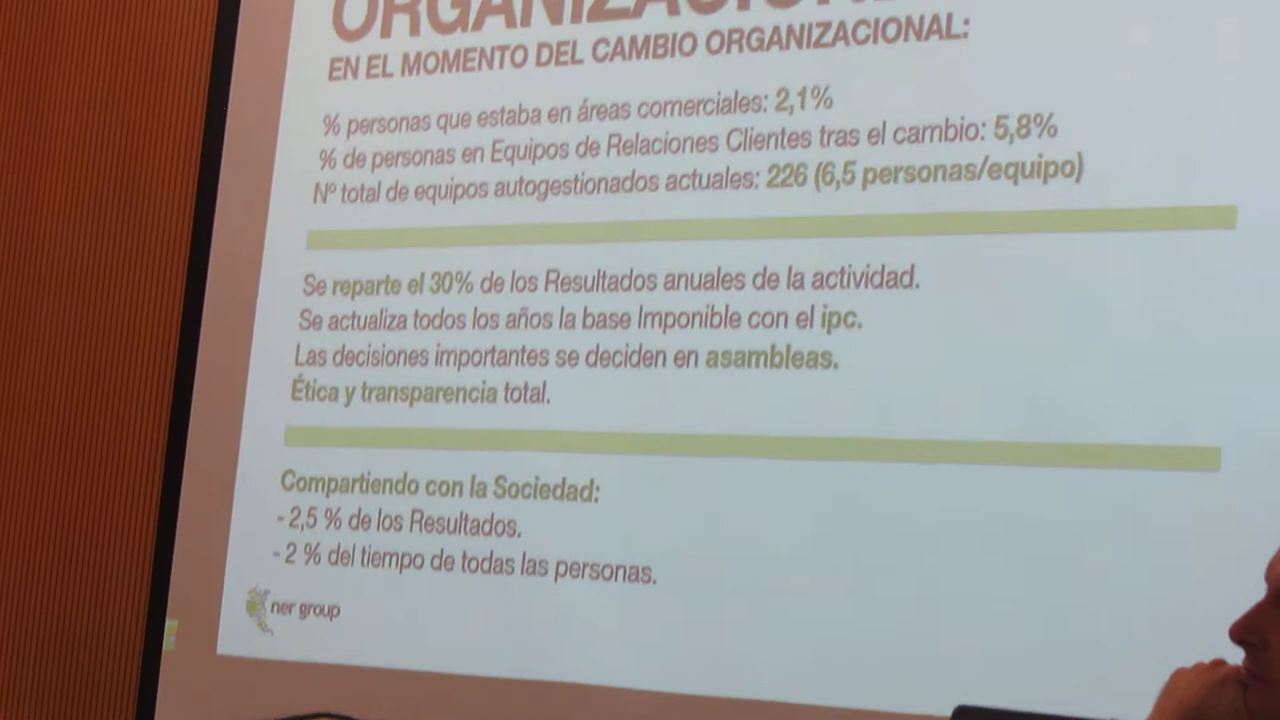 ORGANIZACIONAL
EN EL MOMENTO DEL CAMBIO ORGANIZACIONAL:
% personas que estaba en áreas comerciales: 2,1%
% de personas en Equipos de Relaciones Clientes tras el cambio: 5,8%
Nº total de equipos autogestionados actuales: 226 (6,5 personas/equipo)
Se reparte el 30% de los Resultados anuales de la actividad.
Se actualiza todos los años la base Imponible con el ipc.
Las decisiones importantes se deciden en asambleas.
Ética y transparencia total.
Compartiendo con la Sociedad:
- 2,5 % de los Resultados.
- 2 % del tiempo de todas las personas.
ner group